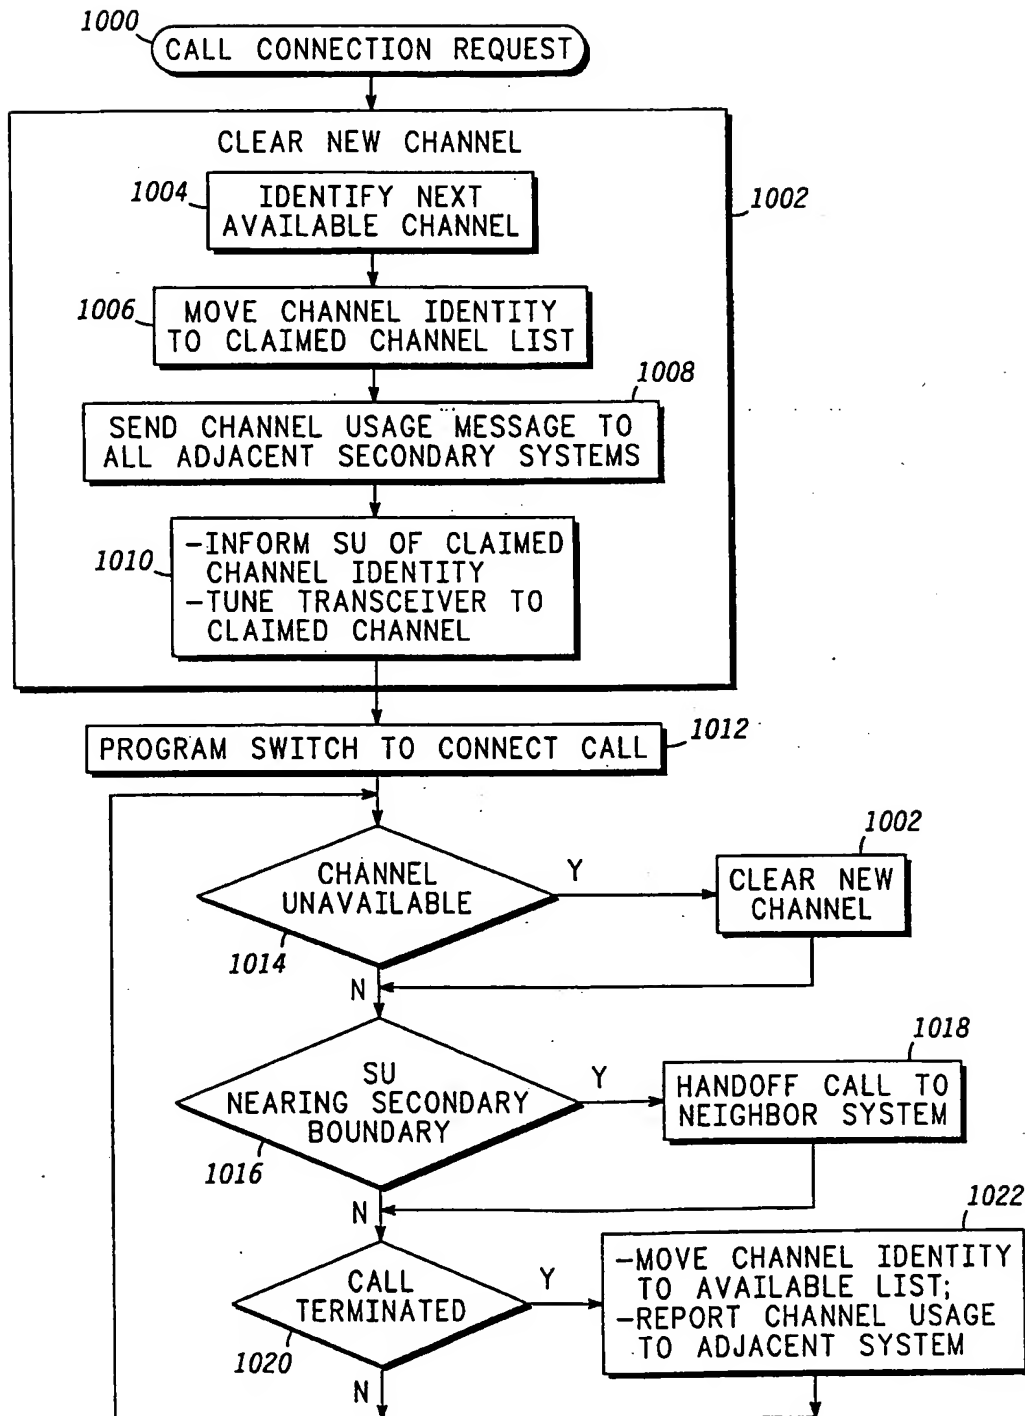 1000
CALL CONNECTION REQUEST
CLEAR NEW CHANNEL
1004
IDENTIFY NEXT
AVAILABLE CHANNEL
1002
1006
MOVE CHANNEL IDENTITY
TO CLAIMED CHANNEL LIST
1008
SEND CHANNEL USAGE MESSAGE TO
ALL ADJACENT SECONDARY SYSTEMS
1010
-INFORM SU OF CLAIMED
CHANNEL IDENTITY
-TUNE TRANSCEIVER TO
CLAIMED CHANNEL
PROGRAM SWITCH TO CONNECT CALL
1012
CHANNEL
UNAVAILABLE
1014
Y
1002
CLEAR NEW
CHANNEL
N
SU
NEARING SECONDARY
BOUNDARY
1016
Y
1018
HANDOFF CALL TO
NEIGHBOR SYSTEM
N
CALL
TERMINATED
1020
Y
1022
-MOVE CHANNEL IDENTITY
TO AVAILABLE LIST;
-REPORT CHANNEL USAGE
TO ADJACENT SYSTEM
N